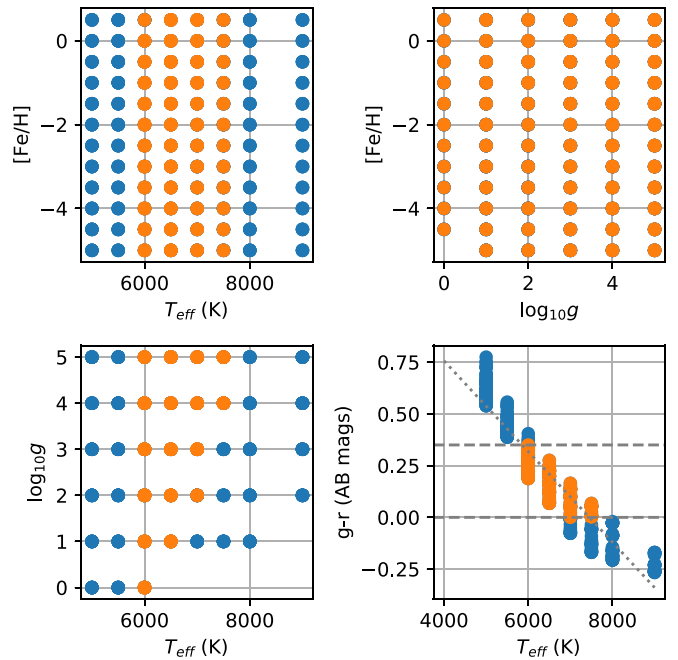 0
−2
−4
[Fe/H]
6000 8000
T_eff (K)
0
−2
−4
[Fe/H]
0 2 4
log₁₀g
5
4
3
2
1
0
log₁₀g
6000 8000
T_eff (K)
0.75
0.50
0.25
0.00
−0.25
g-r (AB mags)
4000 6000 8000
T_eff (K)